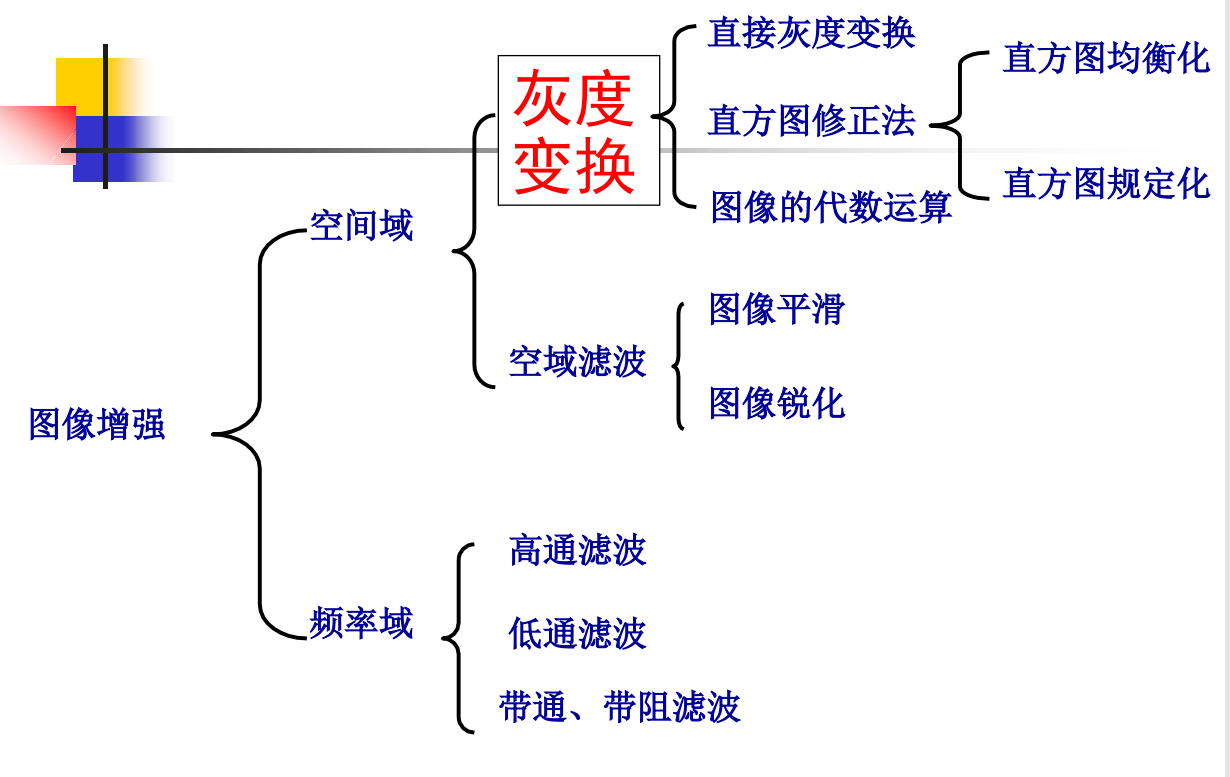 直接灰度变换
直方图均衡化
灰度
变换
直方图修正法
直方图规定化
图像的代数运算
空间域
图像平滑
空域滤波
图像锐化
图像增强
高通滤波
频率域
低通滤波
带通、带阻滤波